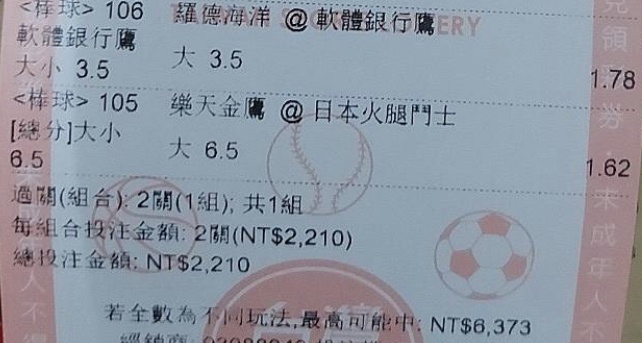 <棒球> 106 羅德海洋 @ 軟體銀行鷹
軟體銀行鷹
大小 3.5 大 3.5 1.78
<棒球> 105 樂天金鷹 @ 日本火腿鬥士
[總分]大小
6.5 大 6.5 1.62
過關(組合): 2關(1組); 共1組
每組合投注金額: 2關(NT$2,210)
總投注金額: NT$2,210
若全數為不同玩法,最高可能中: NT$6,373